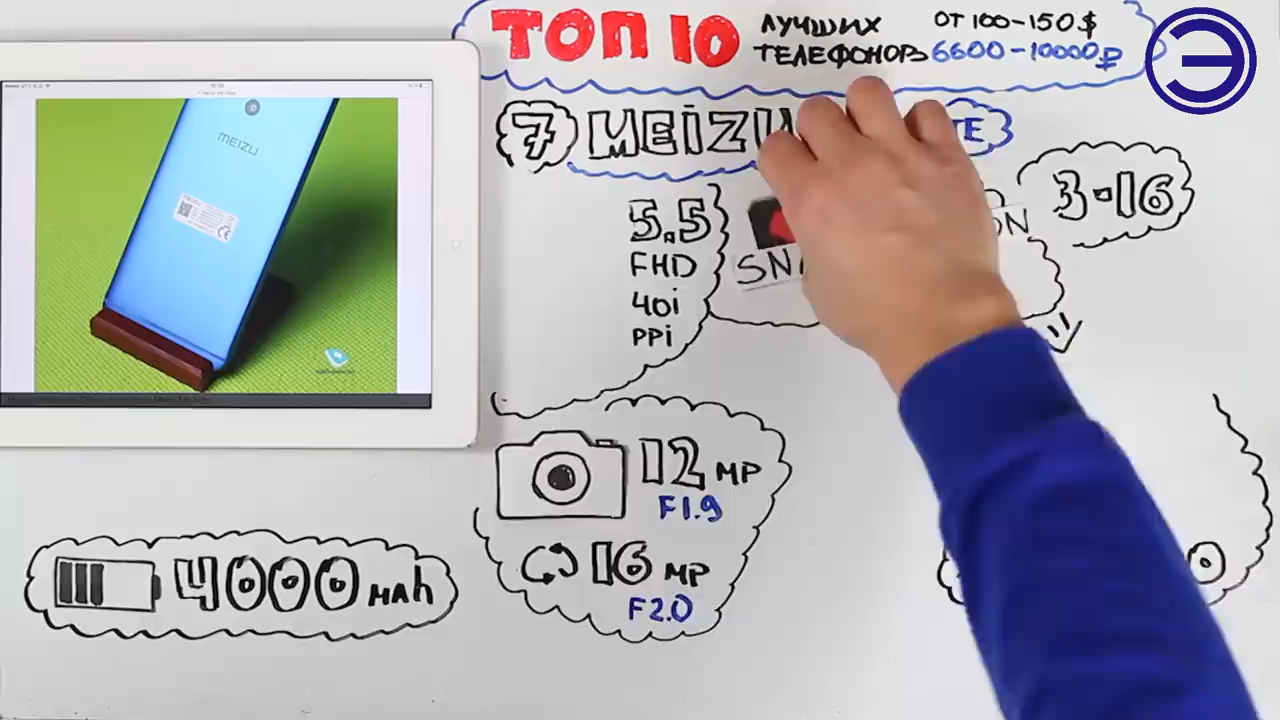 ТОП 10 ЛУЧШИХ ОТ 100-150$
ТЕЛЕФОНОВ 6600-10000₽
Э
7 MEIZU
MEIZU
5.5
FHD
401
PPI
3·16
12 MP
F1.9
16 MP
F2.0
4000 MAh